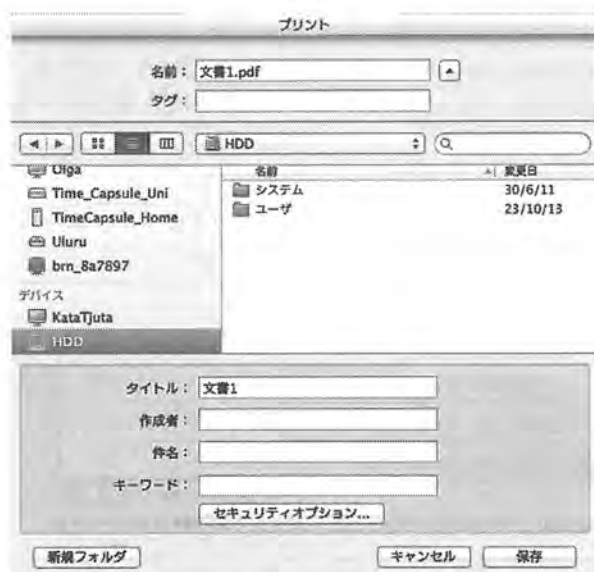 プリント
名前：文書1.pdf
タグ：
HDD
Olga
Time_Capsule_Uni
TimeCapsule_Home
Uluru
brn_8a7897
デバイス
KataTjuta
HDD
名前 変更日
システム 30/6/11
ユーザ 23/10/13
タイトル：文書1
作成者：
件名：
キーワード：
セキュリティオプション...
新規フォルダ キャンセル 保存